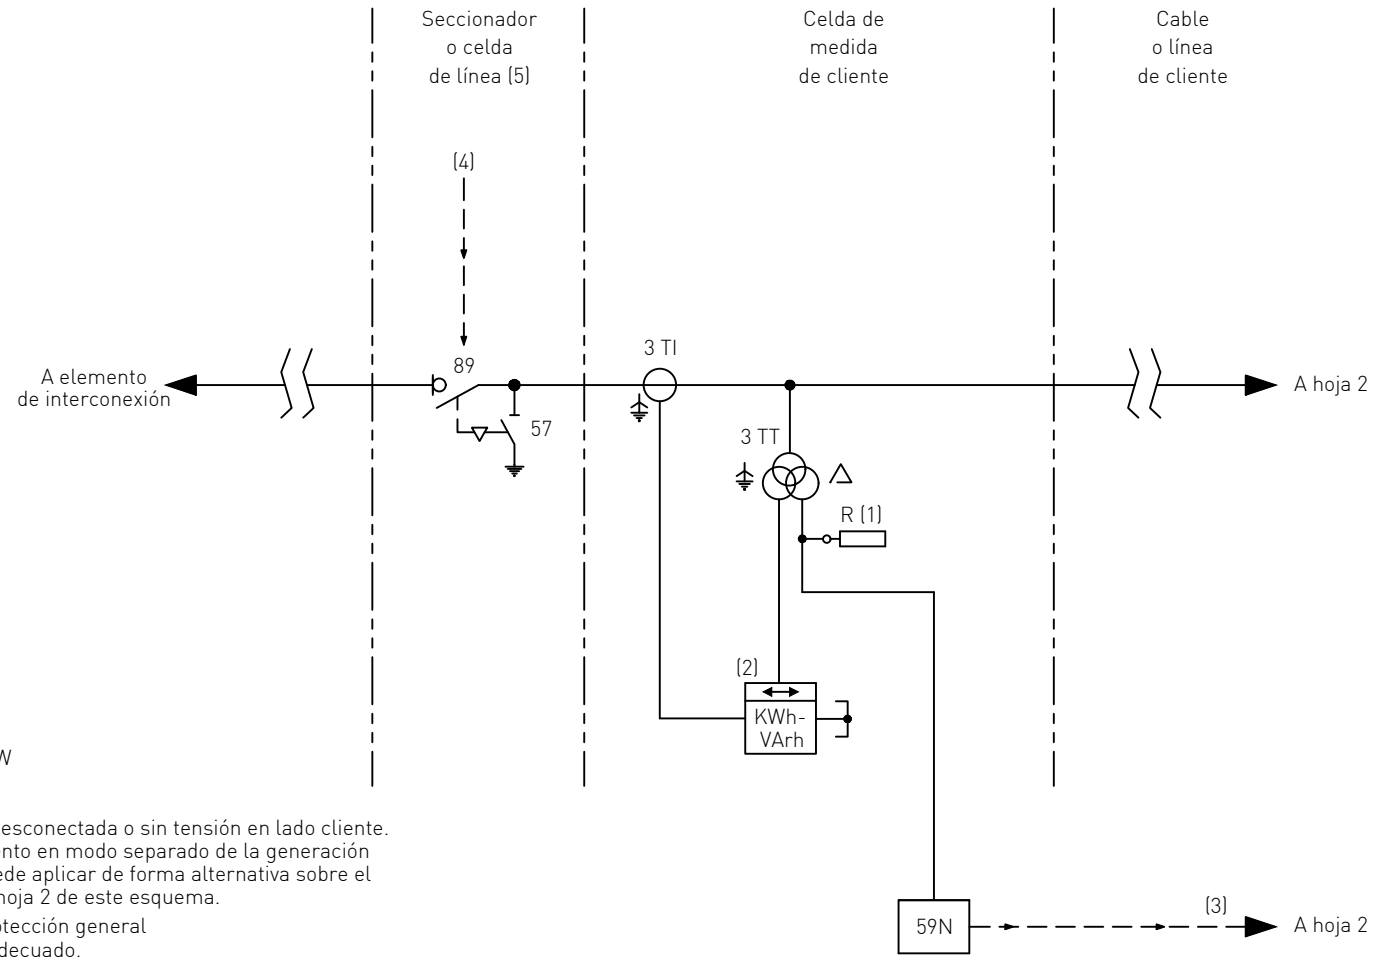 Seccionador
o celda
de línea (5)
Celda de
medida
de cliente
Cable
o línea
de cliente
(4)
3 TI
89
A elemento
de interconexión
A hoja 2
57
3 TT
R (1)
(2)
KWh-
VArh
W
esconectada o sin tensión en lado cliente.
ento en modo separado de la generación
ede aplicar de forma alternativa sobre el
hoja 2 de este esquema.
otección general
decuado.
59N
(3)
A hoja 2